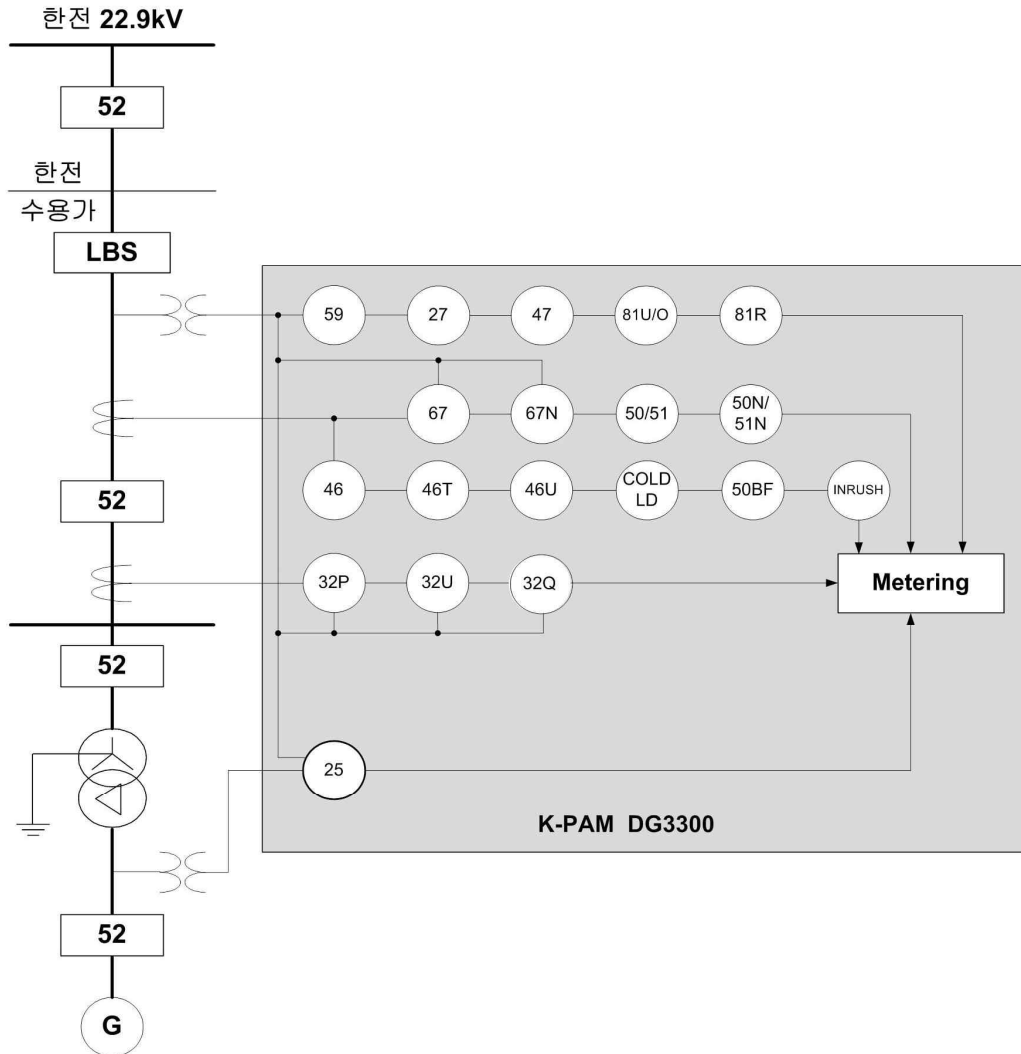 한전 22.9kV
52
한전
수용가
LBS
59
27
47
81U/O
81R
67
67N
50/51
50N/
51N
46
46T
46U
COLD
LD
50BF
INRUSH
52
32P
32U
32Q
Metering
52
25
K-PAM DG3300
52
G